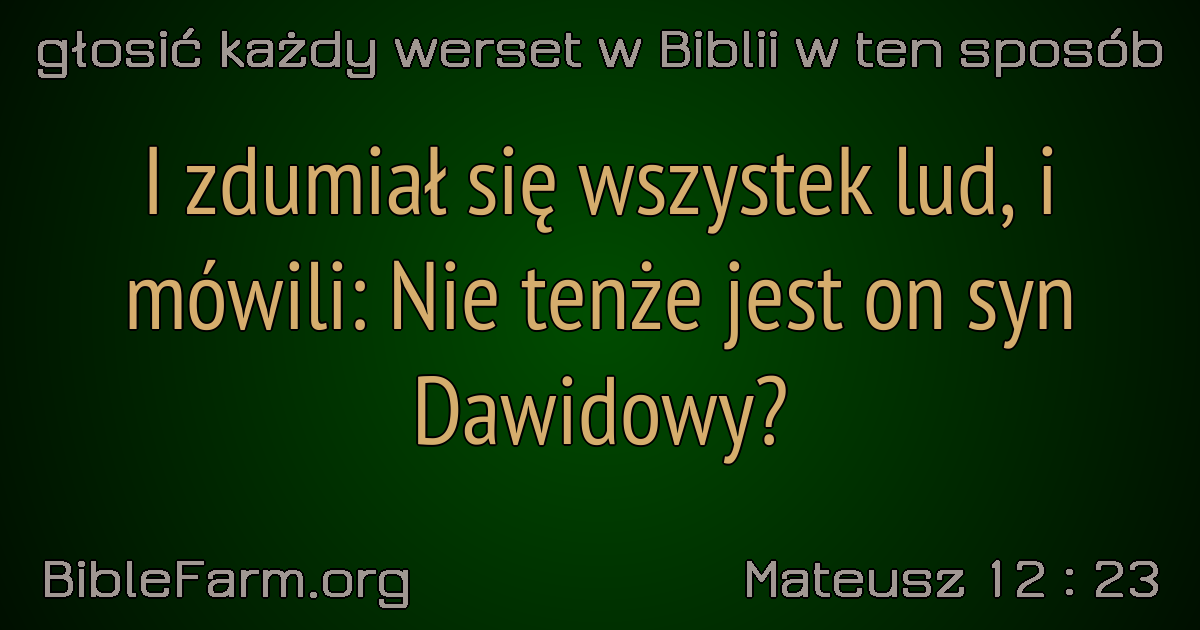 głosić każdy werset w Biblii w ten sposób
I zdumiał się wszystek lud, i
mówili: Nie tenże jest on syn
Dawidowy?
BibleFarm.org
Mateusz 12 : 23